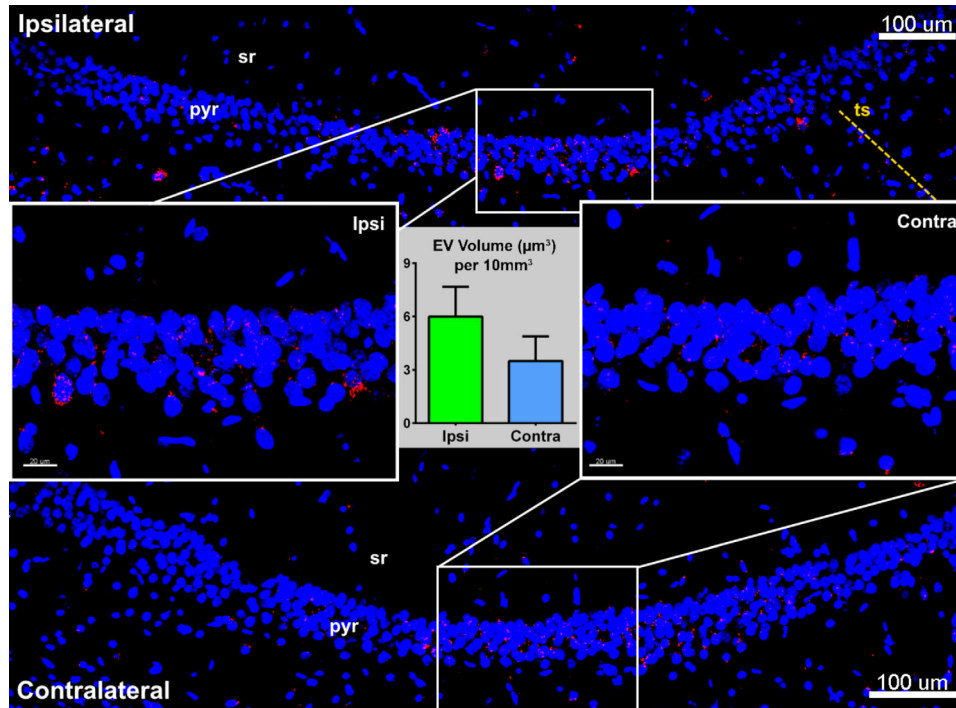 Ipsilateral
100 um
sr
pyr
ts
Ipsi
EV Volume (µm³)
per 10mm³
9
6
3
0
Ipsi
Contra
20 um
Contra
20 um
sr
pyr
Contralateral
100 um